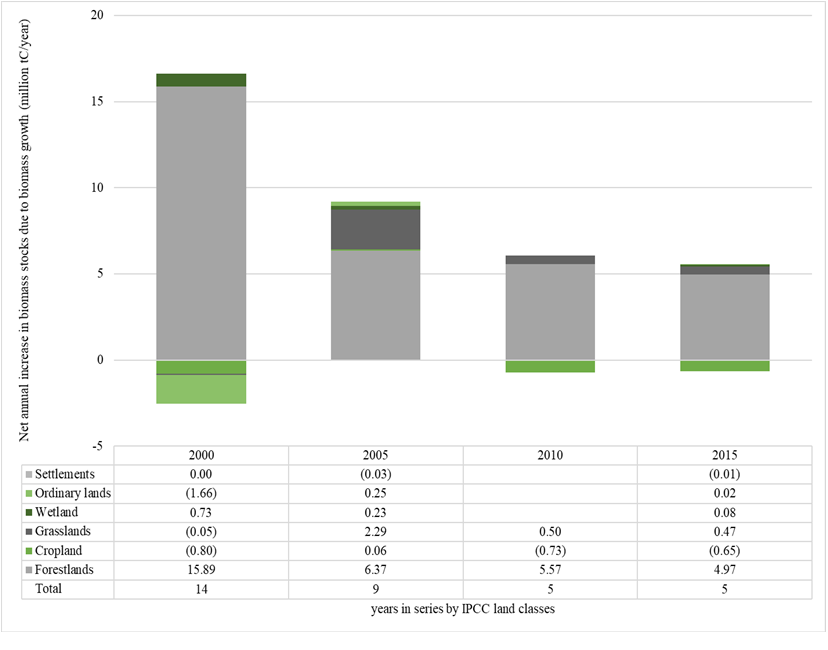 Net annual increase in biomass stocks due to biomass growth (million tC/year)
20
15
10
5
0
-5
2000 2005 2010 2015
Settlements 0.00 (0.03) (0.01)
Ordinary lands (1.66) 0.25 0.02
Wetland 0.73 0.23 0.08
Grasslands (0.05) 2.29 0.50 0.47
Cropland (0.80) 0.06 (0.73) (0.65)
Forestlands 15.89 6.37 5.57 4.97
Total 14 9 5 5
years in series by IPCC land classes